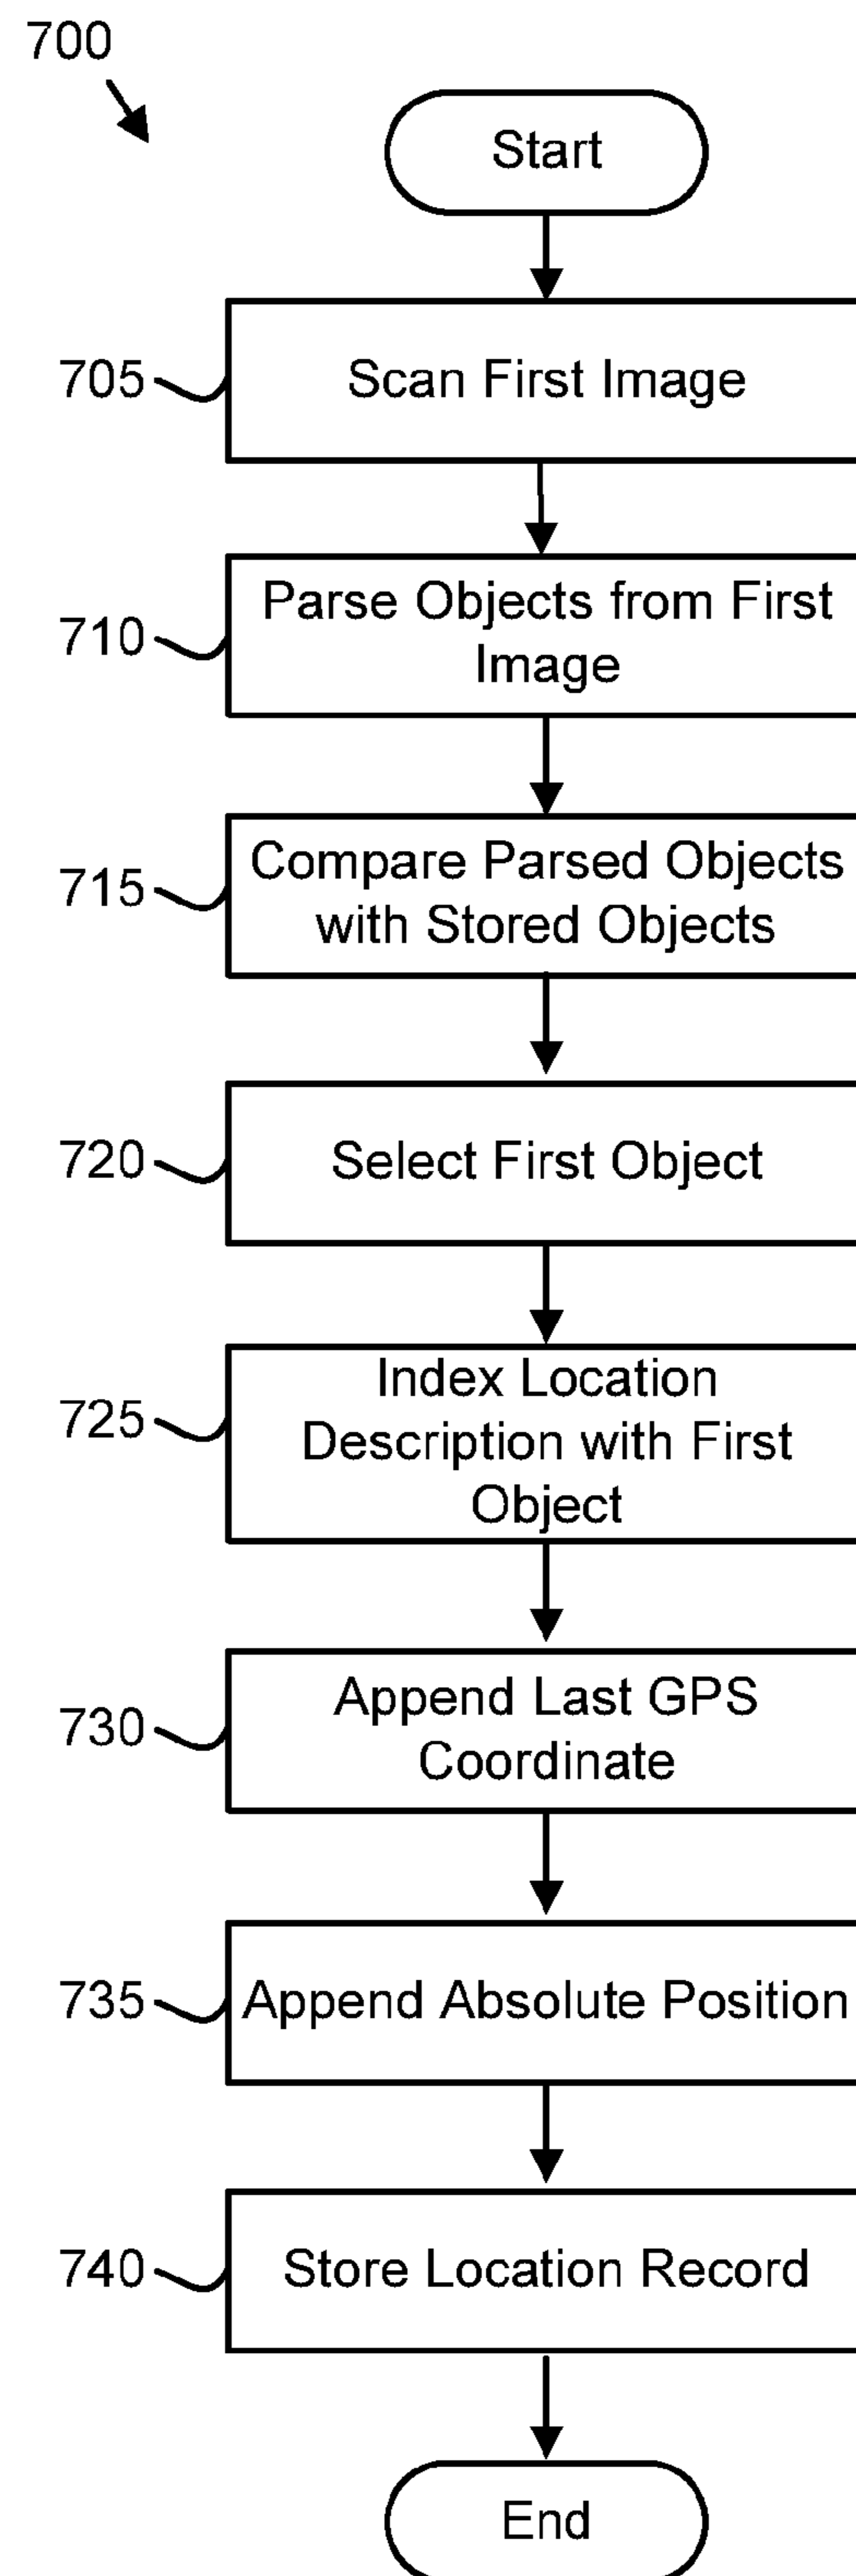 700
Start
705
Scan First Image
710
Parse Objects from First
Image
715
Compare Parsed Objects
with Stored Objects
720
Select First Object
725
Index Location
Description with First
Object
730
Append Last GPS
Coordinate
735
Append Absolute Position
740
Store Location Record
End